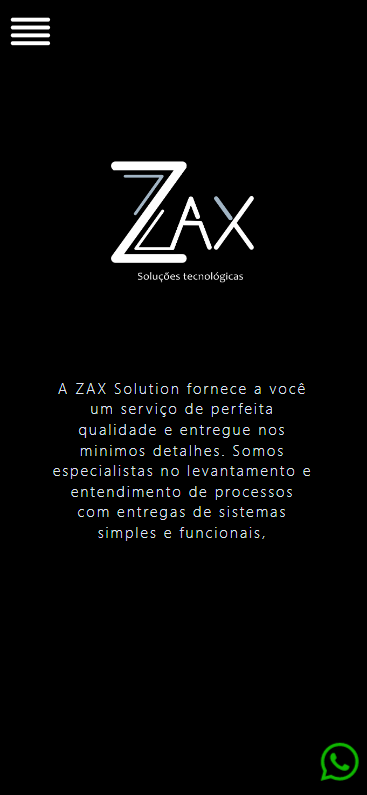 ZAX
Soluções tecnológicas
A ZAX Solution fornece a você
um serviço de perfeita
qualidade e entregue nos
minimos detalhes. Somos
especialistas no levantamento e
entendimento de processos
com entregas de sistemas
simples e funcionais,